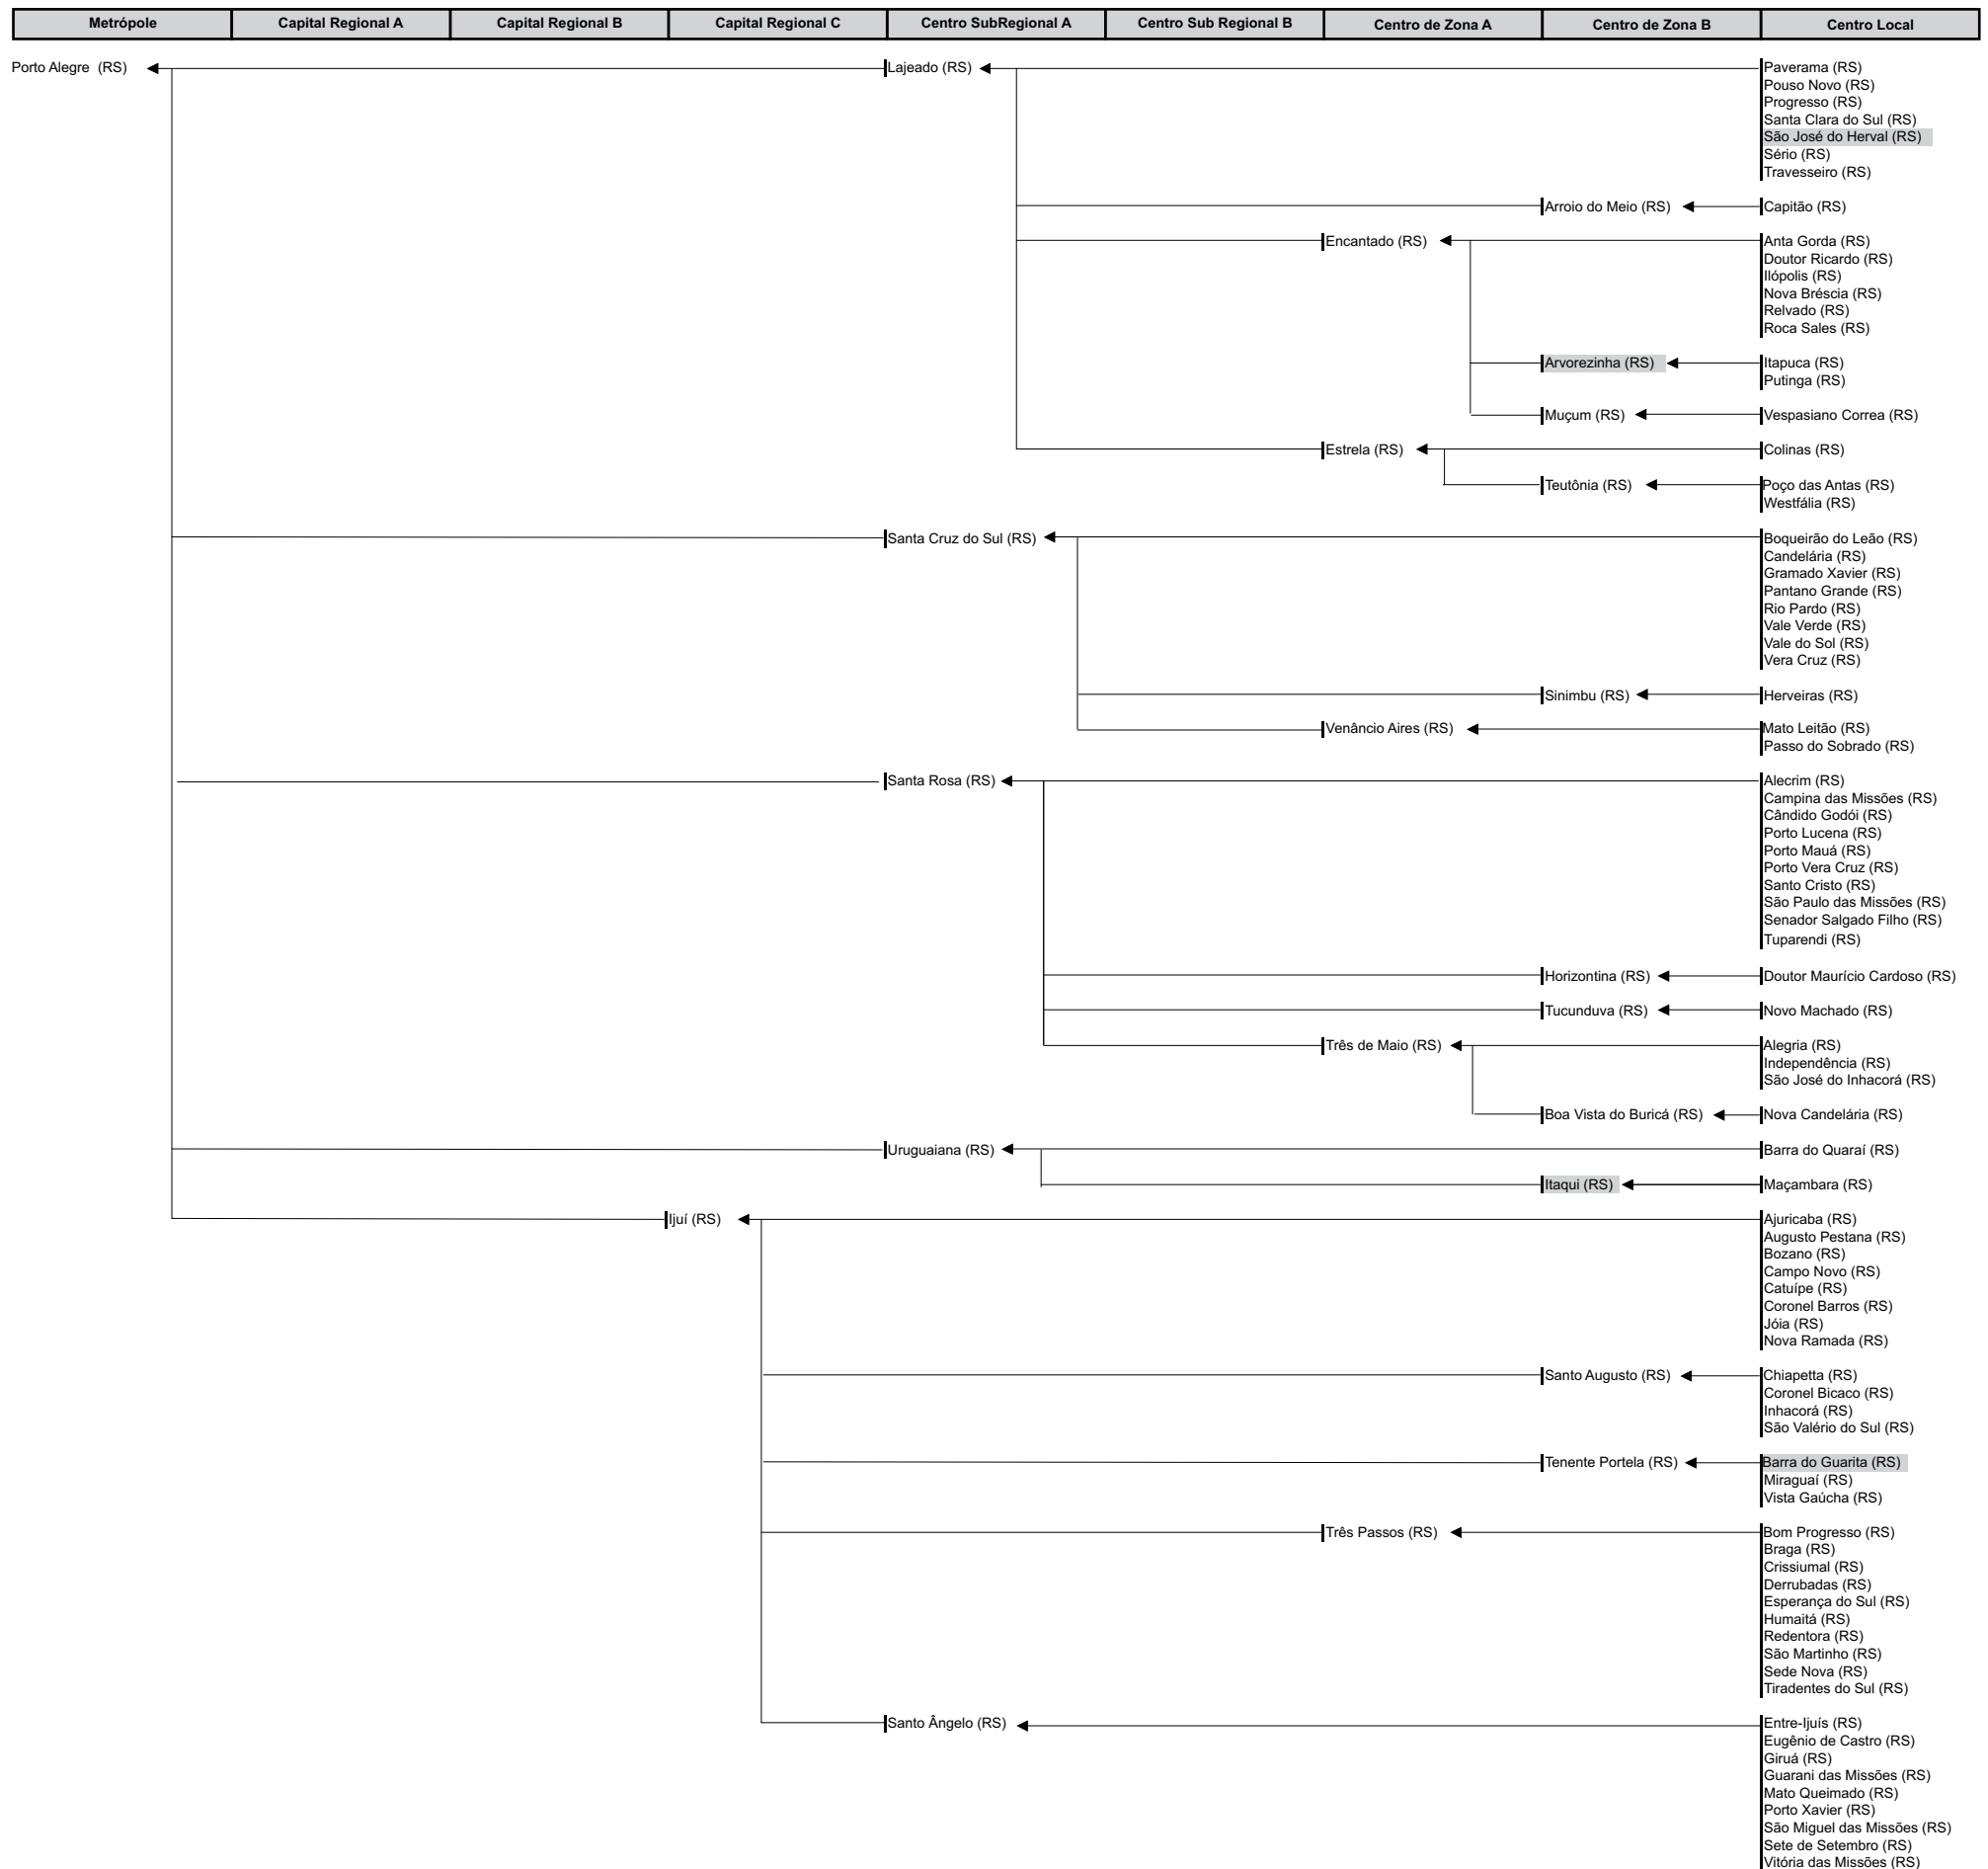 Metrópole Capital Regional A Capital Regional B Capital Regional C Centro SubRegional A Centro Sub Regional B Centro de Zona A Centro de Zona B Centro Local
Porto Alegre (RS) Lajeado (RS) Paverama (RS)
Pouso Novo (RS)
Progresso (RS)
Santa Clara do Sul (RS)
São José do Herval (RS)
Sério (RS)
Travesseiro (RS)
Arroio do Meio (RS) Capitão (RS)
Encantado (RS) Anta Gorda (RS)
Doutor Ricardo (RS)
Ilópolis (RS)
Nova Bréscia (RS)
Relvado (RS)
Roca Sales (RS)
Arvorezinha (RS) Itapuca (RS)
Putinga (RS)
Muçum (RS) Vespasiano Correa (RS)
Estrela (RS) Colinas (RS)
Teutônia (RS) Poço das Antas (RS)
Westfália (RS)
Santa Cruz do Sul (RS) Boqueirão do Leão (RS)
Candelária (RS)
Gramado Xavier (RS)
Pantano Grande (RS)
Rio Pardo (RS)
Vale Verde (RS)
Vale do Sol (RS)
Vera Cruz (RS)
Sinimbu (RS) Herveiras (RS)
Venâncio Aires (RS) Mato Leitão (RS)
Passo do Sobrado (RS)
Santa Rosa (RS) Alecrim (RS)
Campina das Missões (RS)
Cândido Godói (RS)
Porto Lucena (RS)
Porto Mauá (RS)
Porto Vera Cruz (RS)
Santo Cristo (RS)
São Paulo das Missões (RS)
Senador Salgado Filho (RS)
Tuparendi (RS)
Horizontina (RS) Doutor Maurício Cardoso (RS)
Tucunduva (RS) Novo Machado (RS)
Três de Maio (RS) Alegria (RS)
Independência (RS)
São José do Inhacorá (RS)
Boa Vista do Buricá (RS) Nova Candelária (RS)
Uruguaiana (RS) Barra do Quaraí (RS)
Itaqui (RS) Maçambara (RS)
Ijuí (RS) Ajuricaba (RS)
Augusto Pestana (RS)
Bozano (RS)
Campo Novo (RS)
Catuípe (RS)
Coronel Barros (RS)
Jóia (RS)
Nova Ramada (RS)
Santo Augusto (RS) Chiapetta (RS)
Coronel Bicaco (RS)
Inhacorá (RS)
São Valério do Sul (RS)
Tenente Portela (RS) Barra do Guarita (RS)
Miraguaí (RS)
Vista Gaúcha (RS)
Três Passos (RS) Bom Progresso (RS)
Braga (RS)
Crissiumal (RS)
Derrubadas (RS)
Esperança do Sul (RS)
Humaitá (RS)
Redentora (RS)
São Martinho (RS)
Sede Nova (RS)
Tiradentes do Sul (RS)
Santo Ângelo (RS) Entre-Ijuís (RS)
Eugênio de Castro (RS)
Giruá (RS)
Guarani das Missões (RS)
Mato Queimado (RS)
Porto Xavier (RS)
São Miguel das Missões (RS)
Sete de Setembro (RS)
Vitória das Missões (RS)